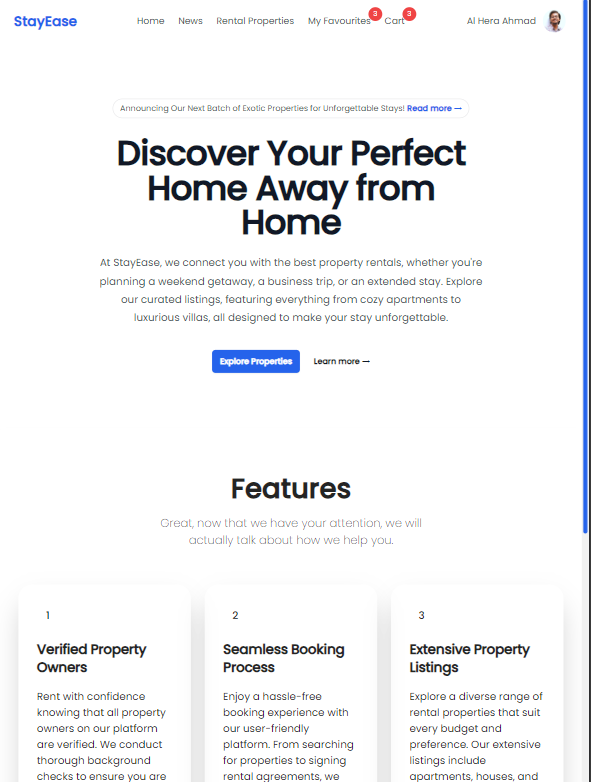 StayEase Home News Rental Properties My Favourites 3 Cart 3 Al Hera Ahmad
Announcing Our Next Batch of Exotic Properties for Unforgettable Stays! Read more →
Discover Your Perfect
Home Away from
Home
At StayEase, we connect you with the best property rentals, whether you're
planning a weekend getaway, a business trip, or an extended stay. Explore
our curated listings, featuring everything from cozy apartments to
luxurious villas, all designed to make your stay unforgettable.
Explore Properties Learn more →
Features
Great, now that we have your attention, we will
actually talk about how we help you.
1
Verified Property
Owners
Rent with confidence
knowing that all property
owners on our platform
are verified. We conduct
thorough background
checks to ensure you are
2
Seamless Booking
Process
Enjoy a hassle-free
booking experience with
our user-friendly
platform. From searching
for properties to signing
rental agreements, we
3
Extensive Property
Listings
Explore a diverse range of
rental properties that suit
every budget and
preference. Our extensive
listings include
apartments, houses, and